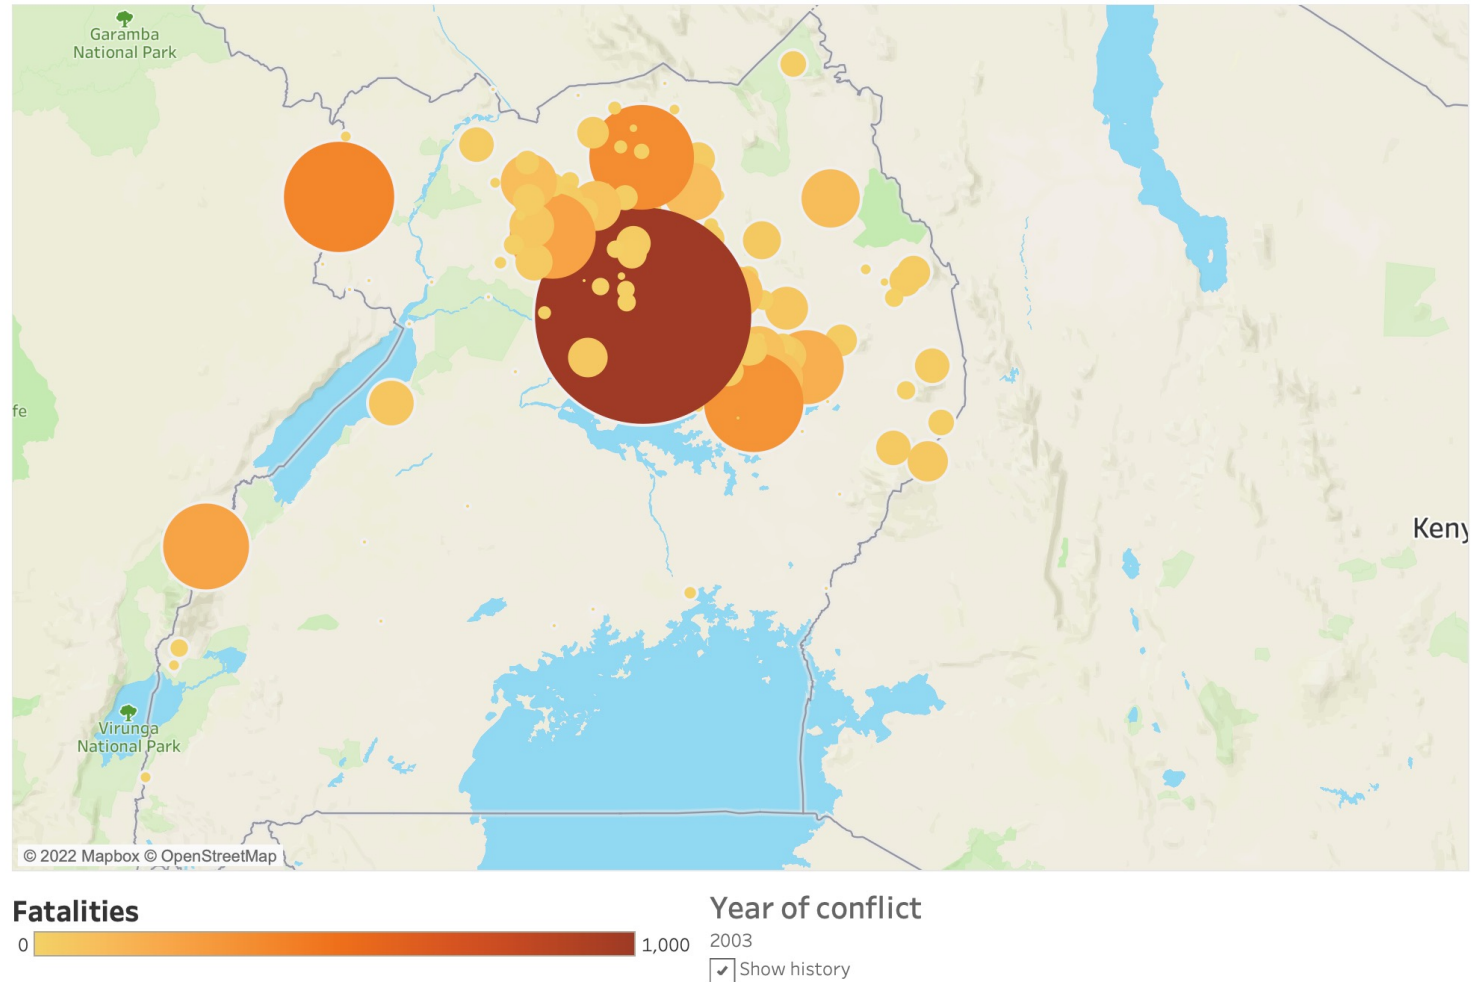 Garamba
National Park
fe
Keny
Virunga
National Park
© 2022 Mapbox © OpenStreetMap
Fatalities
0
1,000
Year of conflict
2003
Show history